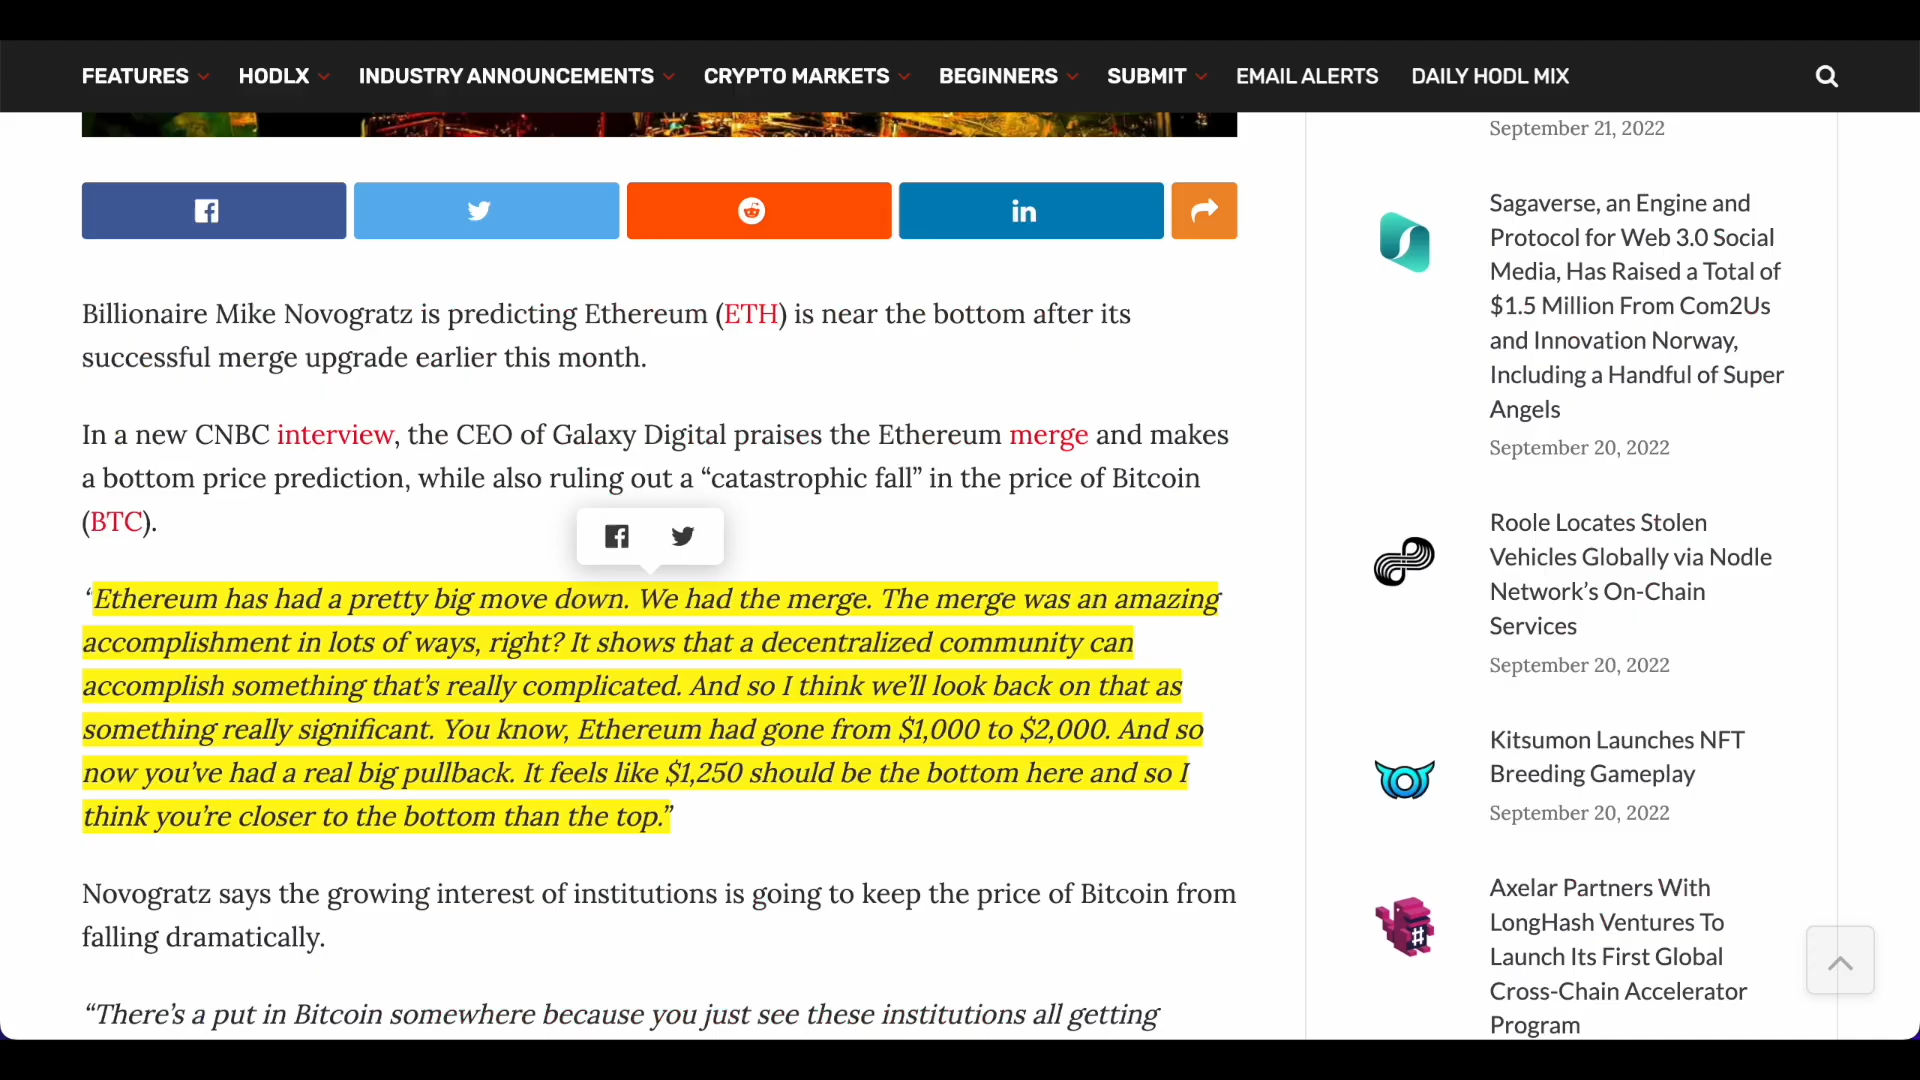 FEATURES HODLX INDUSTRY ANNOUNCEMENTS CRYPTO MARKETS BEGINNERS SUBMIT EMAIL ALERTS DAILY HODL MIX
Billionaire Mike Novogratz is predicting Ethereum (ETH) is near the bottom after its
successful merge upgrade earlier this month.
In a new CNBC interview, the CEO of Galaxy Digital praises the Ethereum merge and makes
a bottom price prediction, while also ruling out a “catastrophic fall” in the price of Bitcoin
(BTC).
“Ethereum has had a pretty big move down. We had the merge. The merge was an amazing
accomplishment in lots of ways, right? It shows that a decentralized community can
accomplish something that’s really complicated. And so I think we’ll look back on that as
something really significant. You know, Ethereum had gone from $1,000 to $2,000. And so
now you’ve had a real big pullback. It feels like $1,250 should be the bottom here and so I
think you’re closer to the bottom than the top.”
Novogratz says the growing interest of institutions is going to keep the price of Bitcoin from
falling dramatically.
“There’s a put in Bitcoin somewhere because you just see these institutions all getting
September 21, 2022
Sagaverse, an Engine and
Protocol for Web 3.0 Social
Media, Has Raised a Total of
$1.5 Million From Com2Us
and Innovation Norway,
Including a Handful of Super
Angels
September 20, 2022
Roole Locates Stolen
Vehicles Globally via Nodle
Network’s On-Chain
Services
September 20, 2022
Kitsumon Launches NFT
Breeding Gameplay
September 20, 2022
Axelar Partners With
LongHash Ventures To
Launch Its First Global
Cross-Chain Accelerator
Program